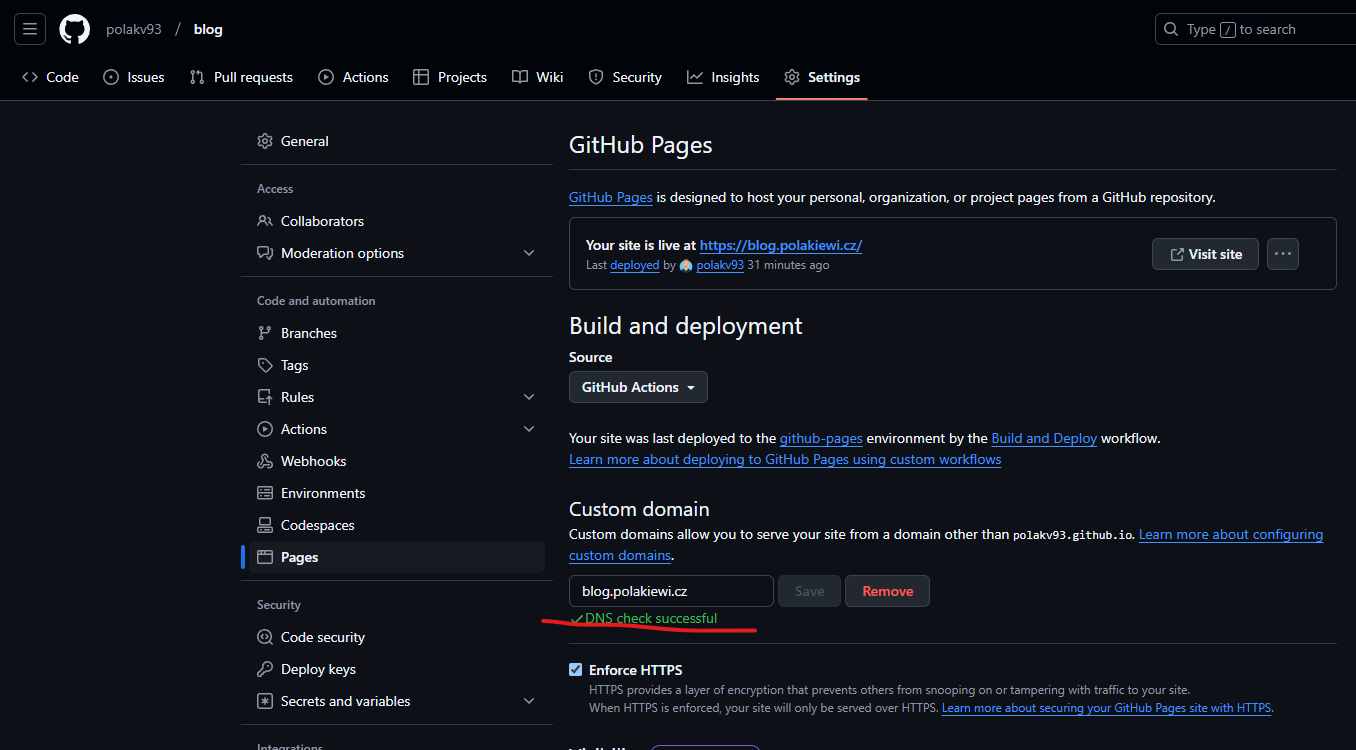 polakv93 / blog
Type / to search
Code Issues Pull requests Actions Projects Wiki Security Insights Settings
General
Access
Collaborators
Moderation options
Code and automation
Branches
Tags
Rules
Actions
Webhooks
Environments
Codespaces
Pages
Security
Code security
Deploy keys
Secrets and variables
Integrations
GitHub Pages
GitHub Pages is designed to host your personal, organization, or project pages from a GitHub repository.
Your site is live at https://blog.polakiewi.cz/
Last deployed by polakv93 31 minutes ago
Visit site
Build and deployment
Source
GitHub Actions
Your site was last deployed to the github-pages environment by the Build and Deploy workflow.
Learn more about deploying to GitHub Pages using custom workflows
Custom domain
Custom domains allow you to serve your site from a domain other than polakv93.github.io. Learn more about configuring
custom domains.
blog.polakiewi.cz Save Remove
DNS check successful
Enforce HTTPS
HTTPS provides a layer of encryption that prevents others from snooping on or tampering with traffic to your site.
When HTTPS is enforced, your site will only be served over HTTPS. Learn more about securing your GitHub Pages site with HTTPS.